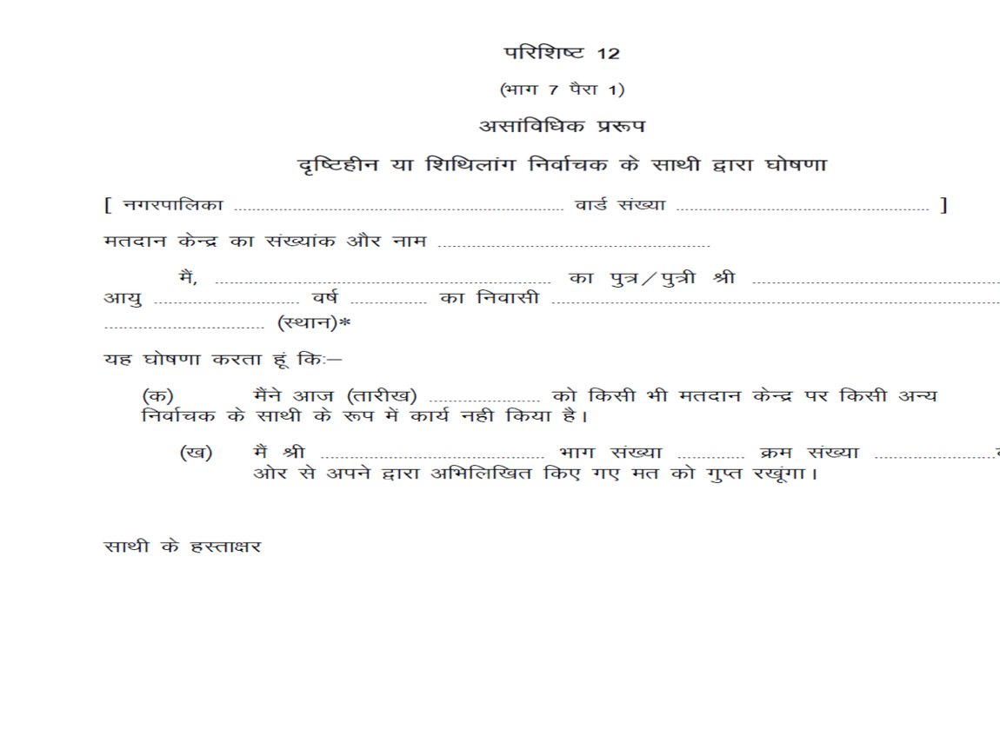 परिशिष्ट 12
(भाग 7 पैरा 1)
असांविधिक प्ररूप
दृष्टिहीन या शिथिलांग निर्वाचक के साथी द्वारा घोषणा
[ नगरपालिका ................................................ वार्ड संख्या ................................................ ]
मतदान केन्द्र का संख्यांक और नाम ................................................
मैं, ................................................ का पुत्र/पुत्री श्री ................................................
आयु ........................ वर्ष ............ का निवासी ................................................
........................ (स्थान)*
यह घोषणा करता हूं किः–
(क) मैंने आज (तारीख) .................... को किसी भी मतदान केन्द्र पर किसी अन्य
निर्वाचक के साथी के रूप में कार्य नही किया है।
(ख) मैं श्री ........................................ भाग संख्या ............ क्रम संख्या ......................
ओर से अपने द्वारा अभिलिखित किए गए मत को गुप्त रखूंगा।
साथी के हस्ताक्षर